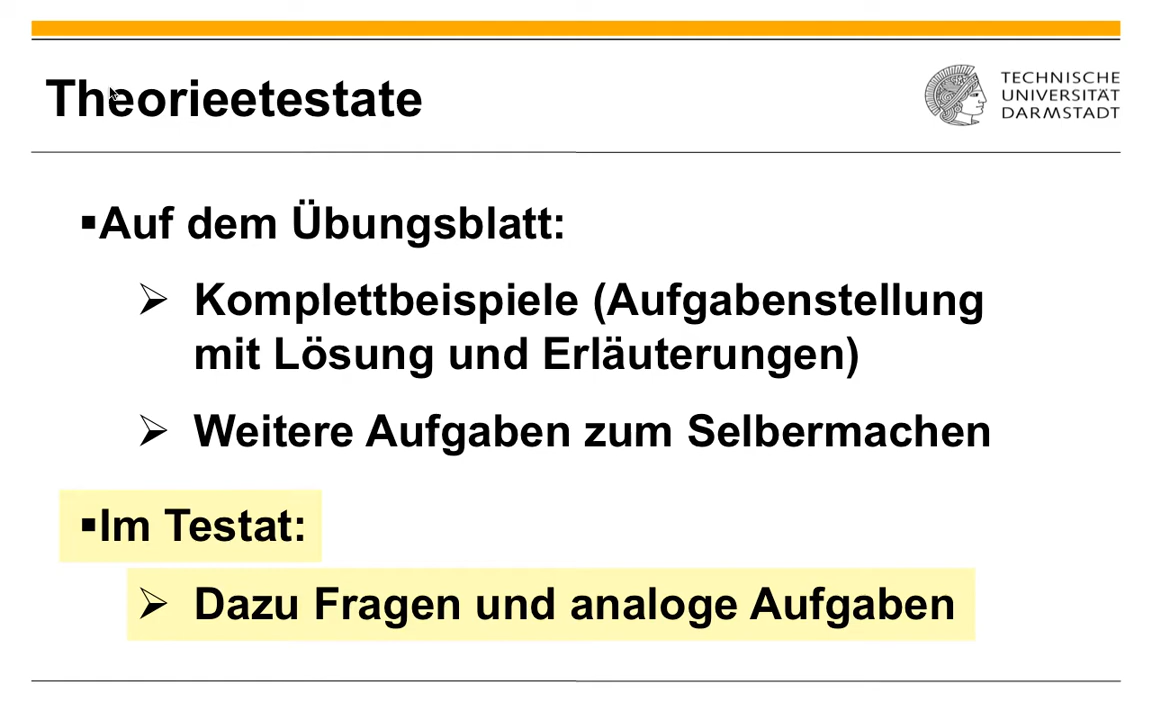 Theorieetestate
TECHNISCHE
UNIVERSITÄT
DARMSTADT
▪Auf dem Übungsblatt:
➢ Komplettbeispiele (Aufgabenstellung
mit Lösung und Erläuterungen)
➢ Weitere Aufgaben zum Selbermachen
▪Im Testat:
➢ Dazu Fragen und analoge Aufgaben